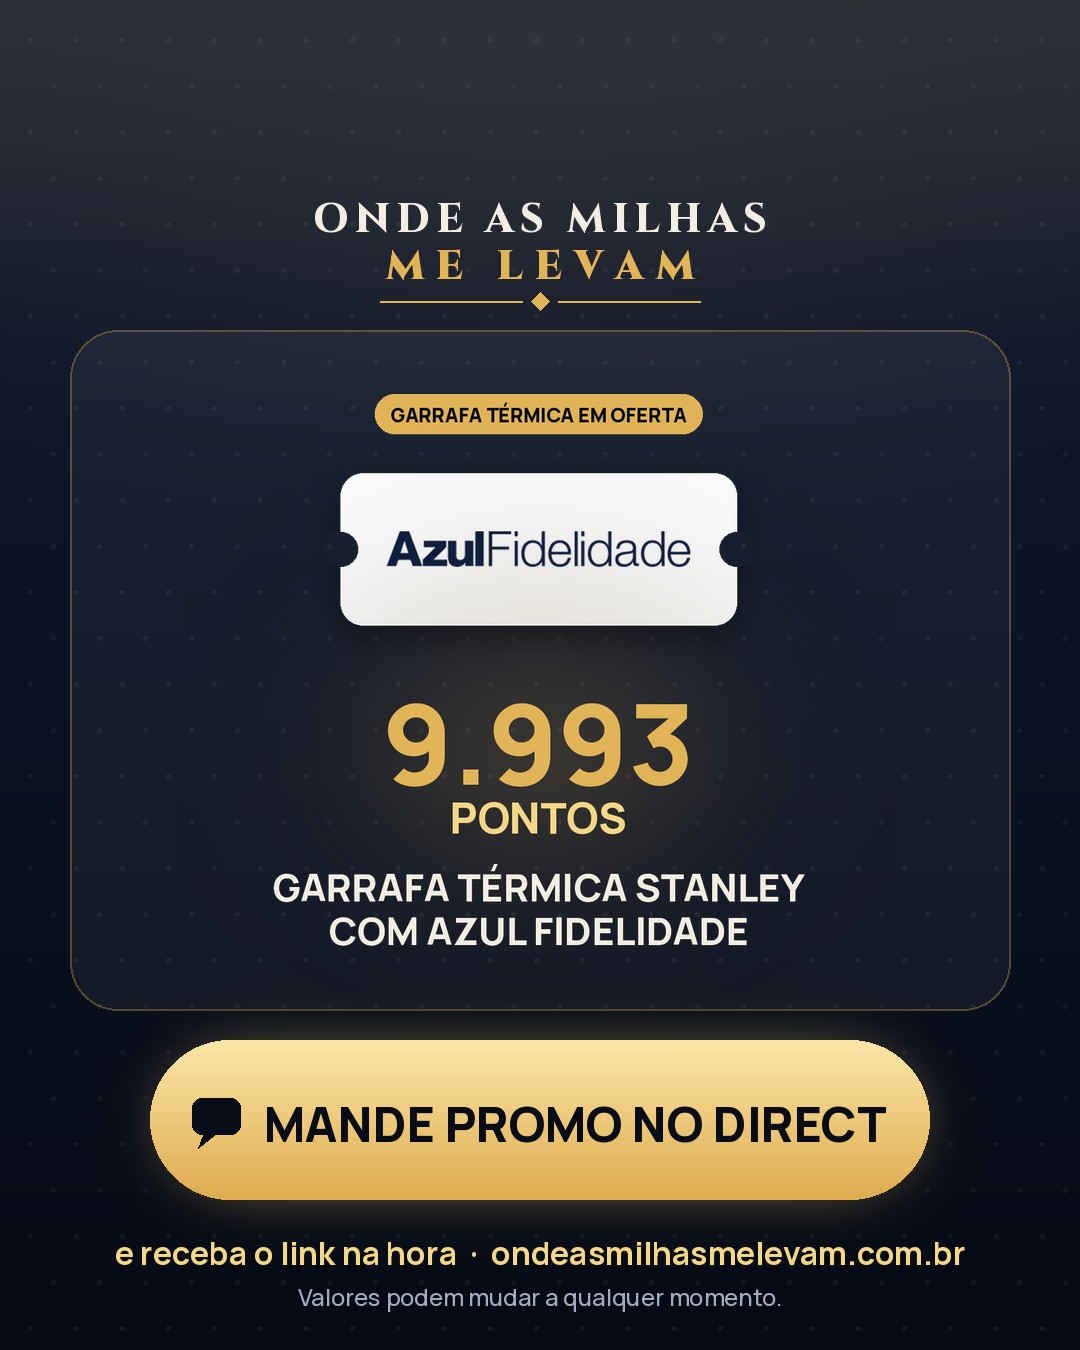 ONDE AS MILHAS
ME LEVAM
GARRAFA TÉRMICA EM OFERTA
AzulFidelidade
9.993
PONTOS
GARRAFA TÉRMICA STANLEY
COM AZUL FIDELIDADE
MANDE PROMO NO DIRECT
e receba o link na hora · ondeasmilhasmelevam.com.br
Valores podem mudar a qualquer momento.